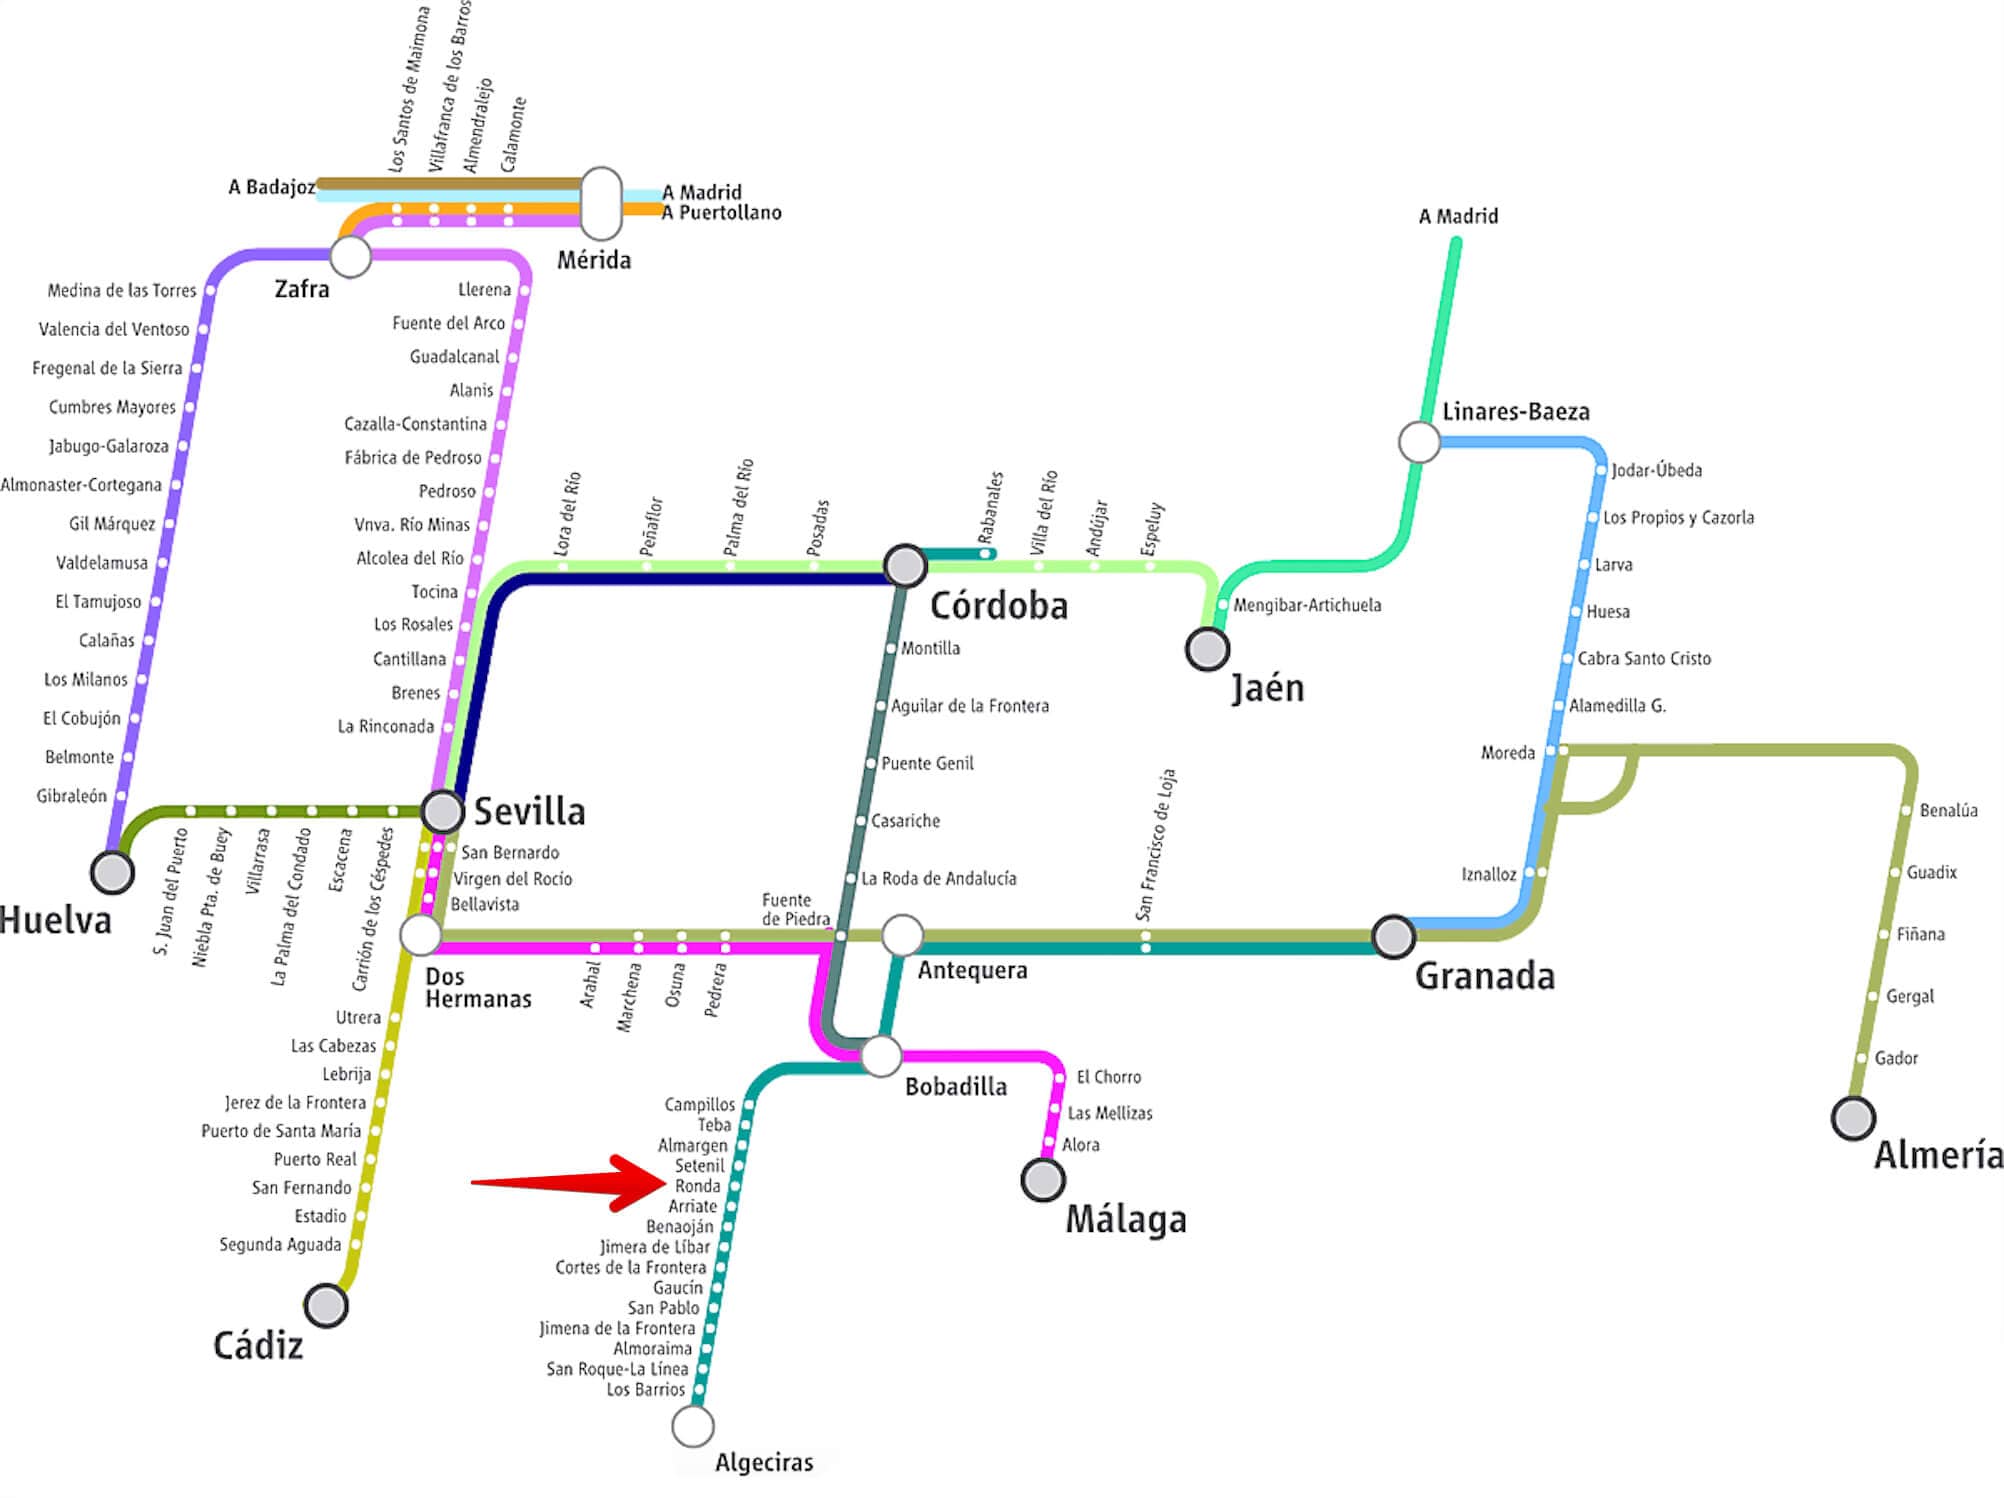 Los Santos de Maimona
Villafranca de los Barros
Almendralejo
Calamonte
A Badajoz
A Madrid
A Puertollano
Mérida
Zafra
Medina de las Torres
Valencia del Ventoso
Fregenal de la Sierra
Cumbres Mayores
Jabugo-Galaroza
Almonaster-Cortegana
Gil Márquez
Valdelamusa
El Tamujoso
Calañas
Los Milanos
El Cobujón
Belmonte
Gibraleón
Huelva
Llerena
Fuente del Arco
Guadalcanal
Alanis
Cazalla-Constantina
Fábrica de Pedroso
Pedroso
Vnva. Río Minas
Alcolea del Río
Tocina
Los Rosales
Cantillana
Brenes
La Rinconada
Sevilla
S. Juan del Puerto
Niebla Pta. de Buey
Villarrasa
La Palma del Condado
Escacena
Carrión de los Céspedes
San Bernardo
Virgen del Rocío
Bellavista
Dos
Hermanas
Utrera
Las Cabezas
Lebrija
Jerez de la Frontera
Puerto de Santa María
Puerto Real
San Fernando
Estadio
Segunda Aguada
Cádiz
Lora del Río
Peñaflor
Palma del Río
Posadas
Córdoba
Rabanales
Villa del Río
Andújar
Espeluy
Mengibar-Artichuela
Jaén
A Madrid
Linares-Baeza
Jodar-Úbeda
Los Propios y Cazorla
Larva
Huesa
Cabra Santo Cristo
Alamedilla G.
Moreda
Iznalloz
Granada
Benalúa
Guadix
Fiñana
Gergal
Gador
Almería
Montilla
Aguilar de la Frontera
Puente Genil
Casariche
La Roda de Andalucía
Fuente
de Piedra
San Francisco de Loja
Arahal
Marchena
Osuna
Pedrera
Antequera
Bobadilla
El Chorro
Las Mellizas
Alora
Málaga
Campillos
Teba
Almargen
Setenil
Ronda
Arriate
Benaoján
Jimera de Líbar
Cortes de la Frontera
Gaucín
San Pablo
Jimena de la Frontera
Almoraima
San Roque-La Línea
Los Barrios
Algeciras